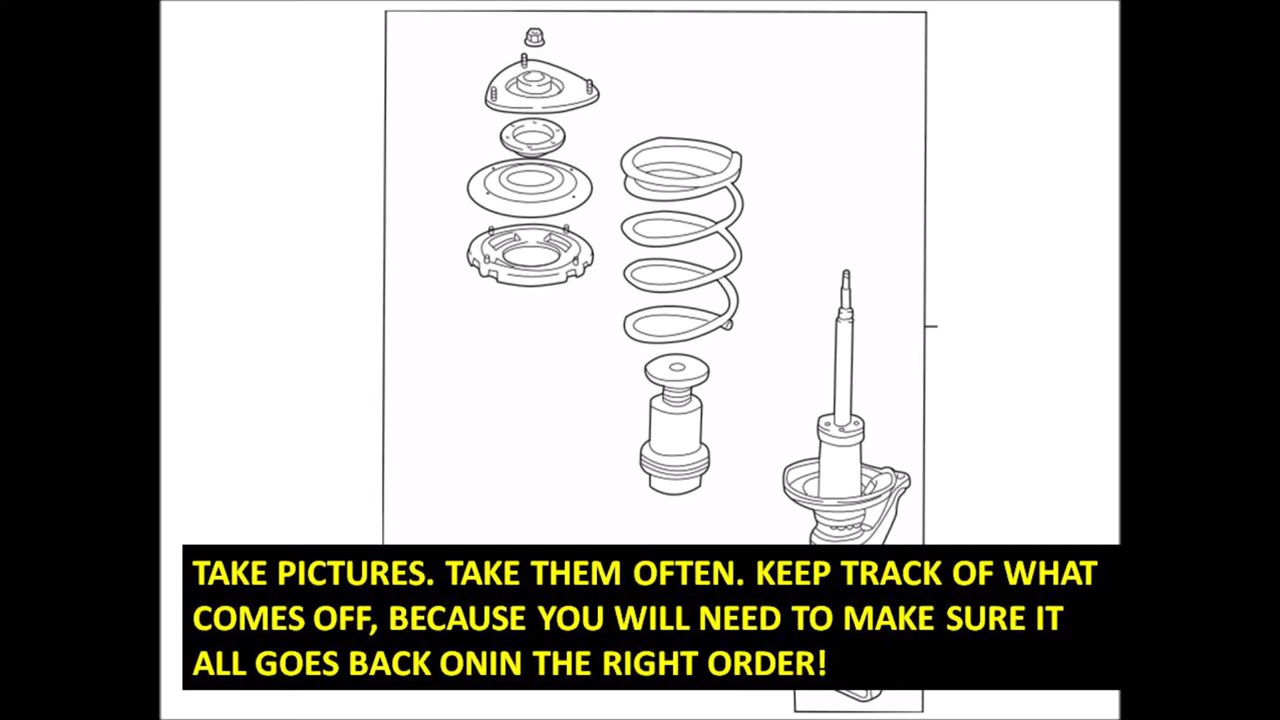 TAKE PICTURES. TAKE THEM OFTEN. KEEP TRACK OF WHAT
COMES OFF, BECAUSE YOU WILL NEED TO MAKE SURE IT
ALL GOES BACK ONIN THE RIGHT ORDER!